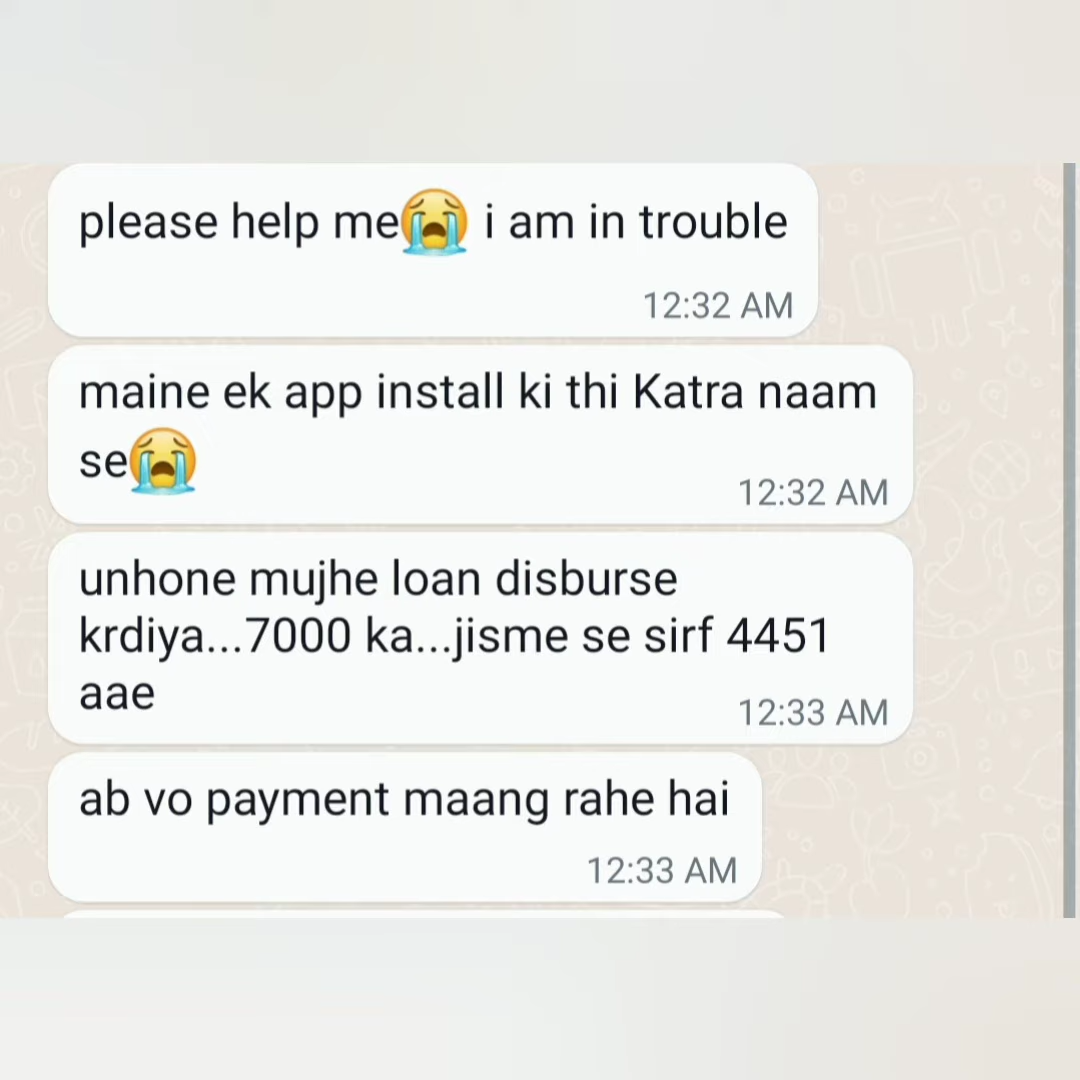 please help me😭 i am in trouble
12:32 AM
maine ek app install ki thi Katra naam
se😭
12:32 AM
unhone mujhe loan disburse
krdiya...7000 ka...jisme se sirf 4451
aae
12:33 AM
ab vo payment maang rahe hai
12:33 AM